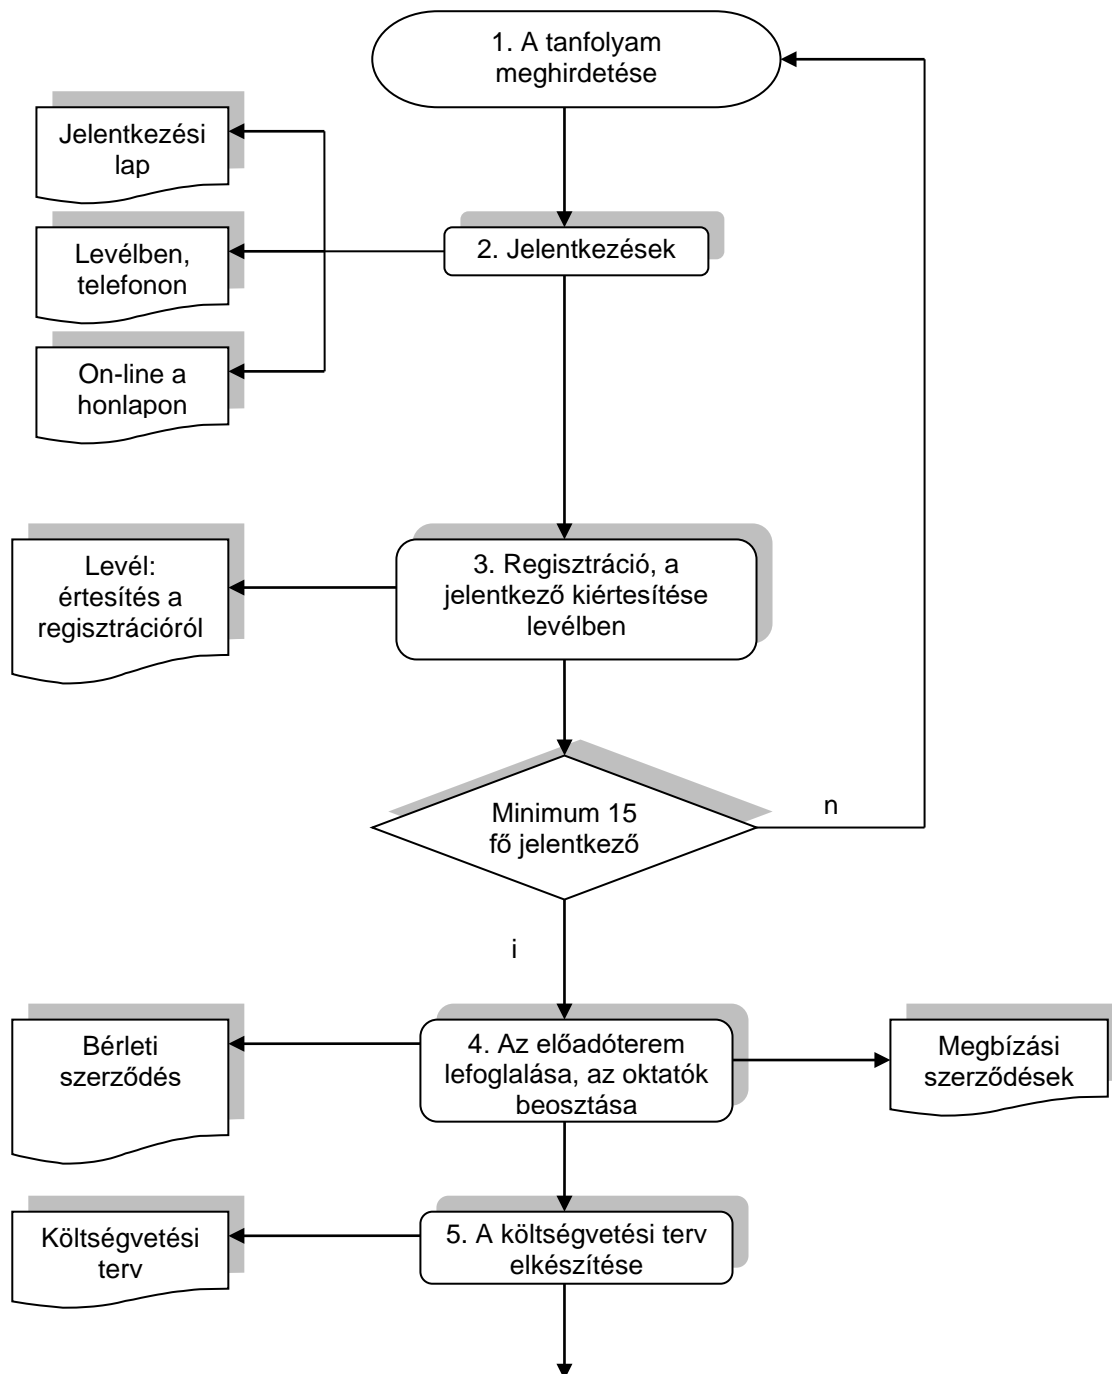 1. A tanfolyam
meghirdetése
Jelentkezési
lap
Levélben,
telefonon
2. Jelentkezések
On-line a
honlapon
Levél:
értesítés a
regisztrációról
3. Regisztráció, a
jelentkező kiértesítése
levélben
Minimum 15
fő jelentkező
n
i
Bérleti
szerződés
4. Az előadóterem
lefoglalása, az oktatók
beosztása
Megbízási
szerződések
Költségvetési
terv
5. A költségvetési terv
elkészítése